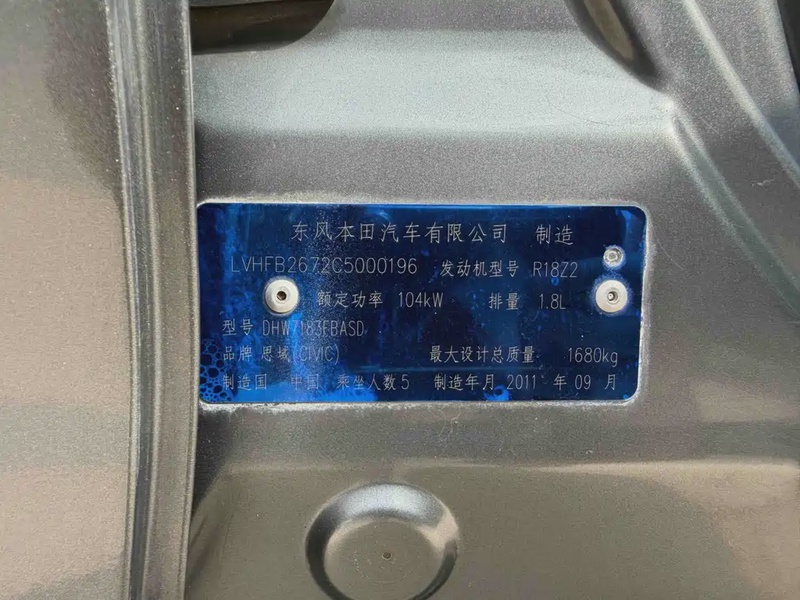 东风本田汽车有限公司 制造
LVHFB2672C5000196 发动机型号 R18Z2
额定功率 104kW 排量 1.8L
型号 DHW7183FBASD
品牌 思域(CIVIC) 最大设计总质量 1680kg
制造国 中国 乘坐人数 5 制造年月 2011 年 09 月